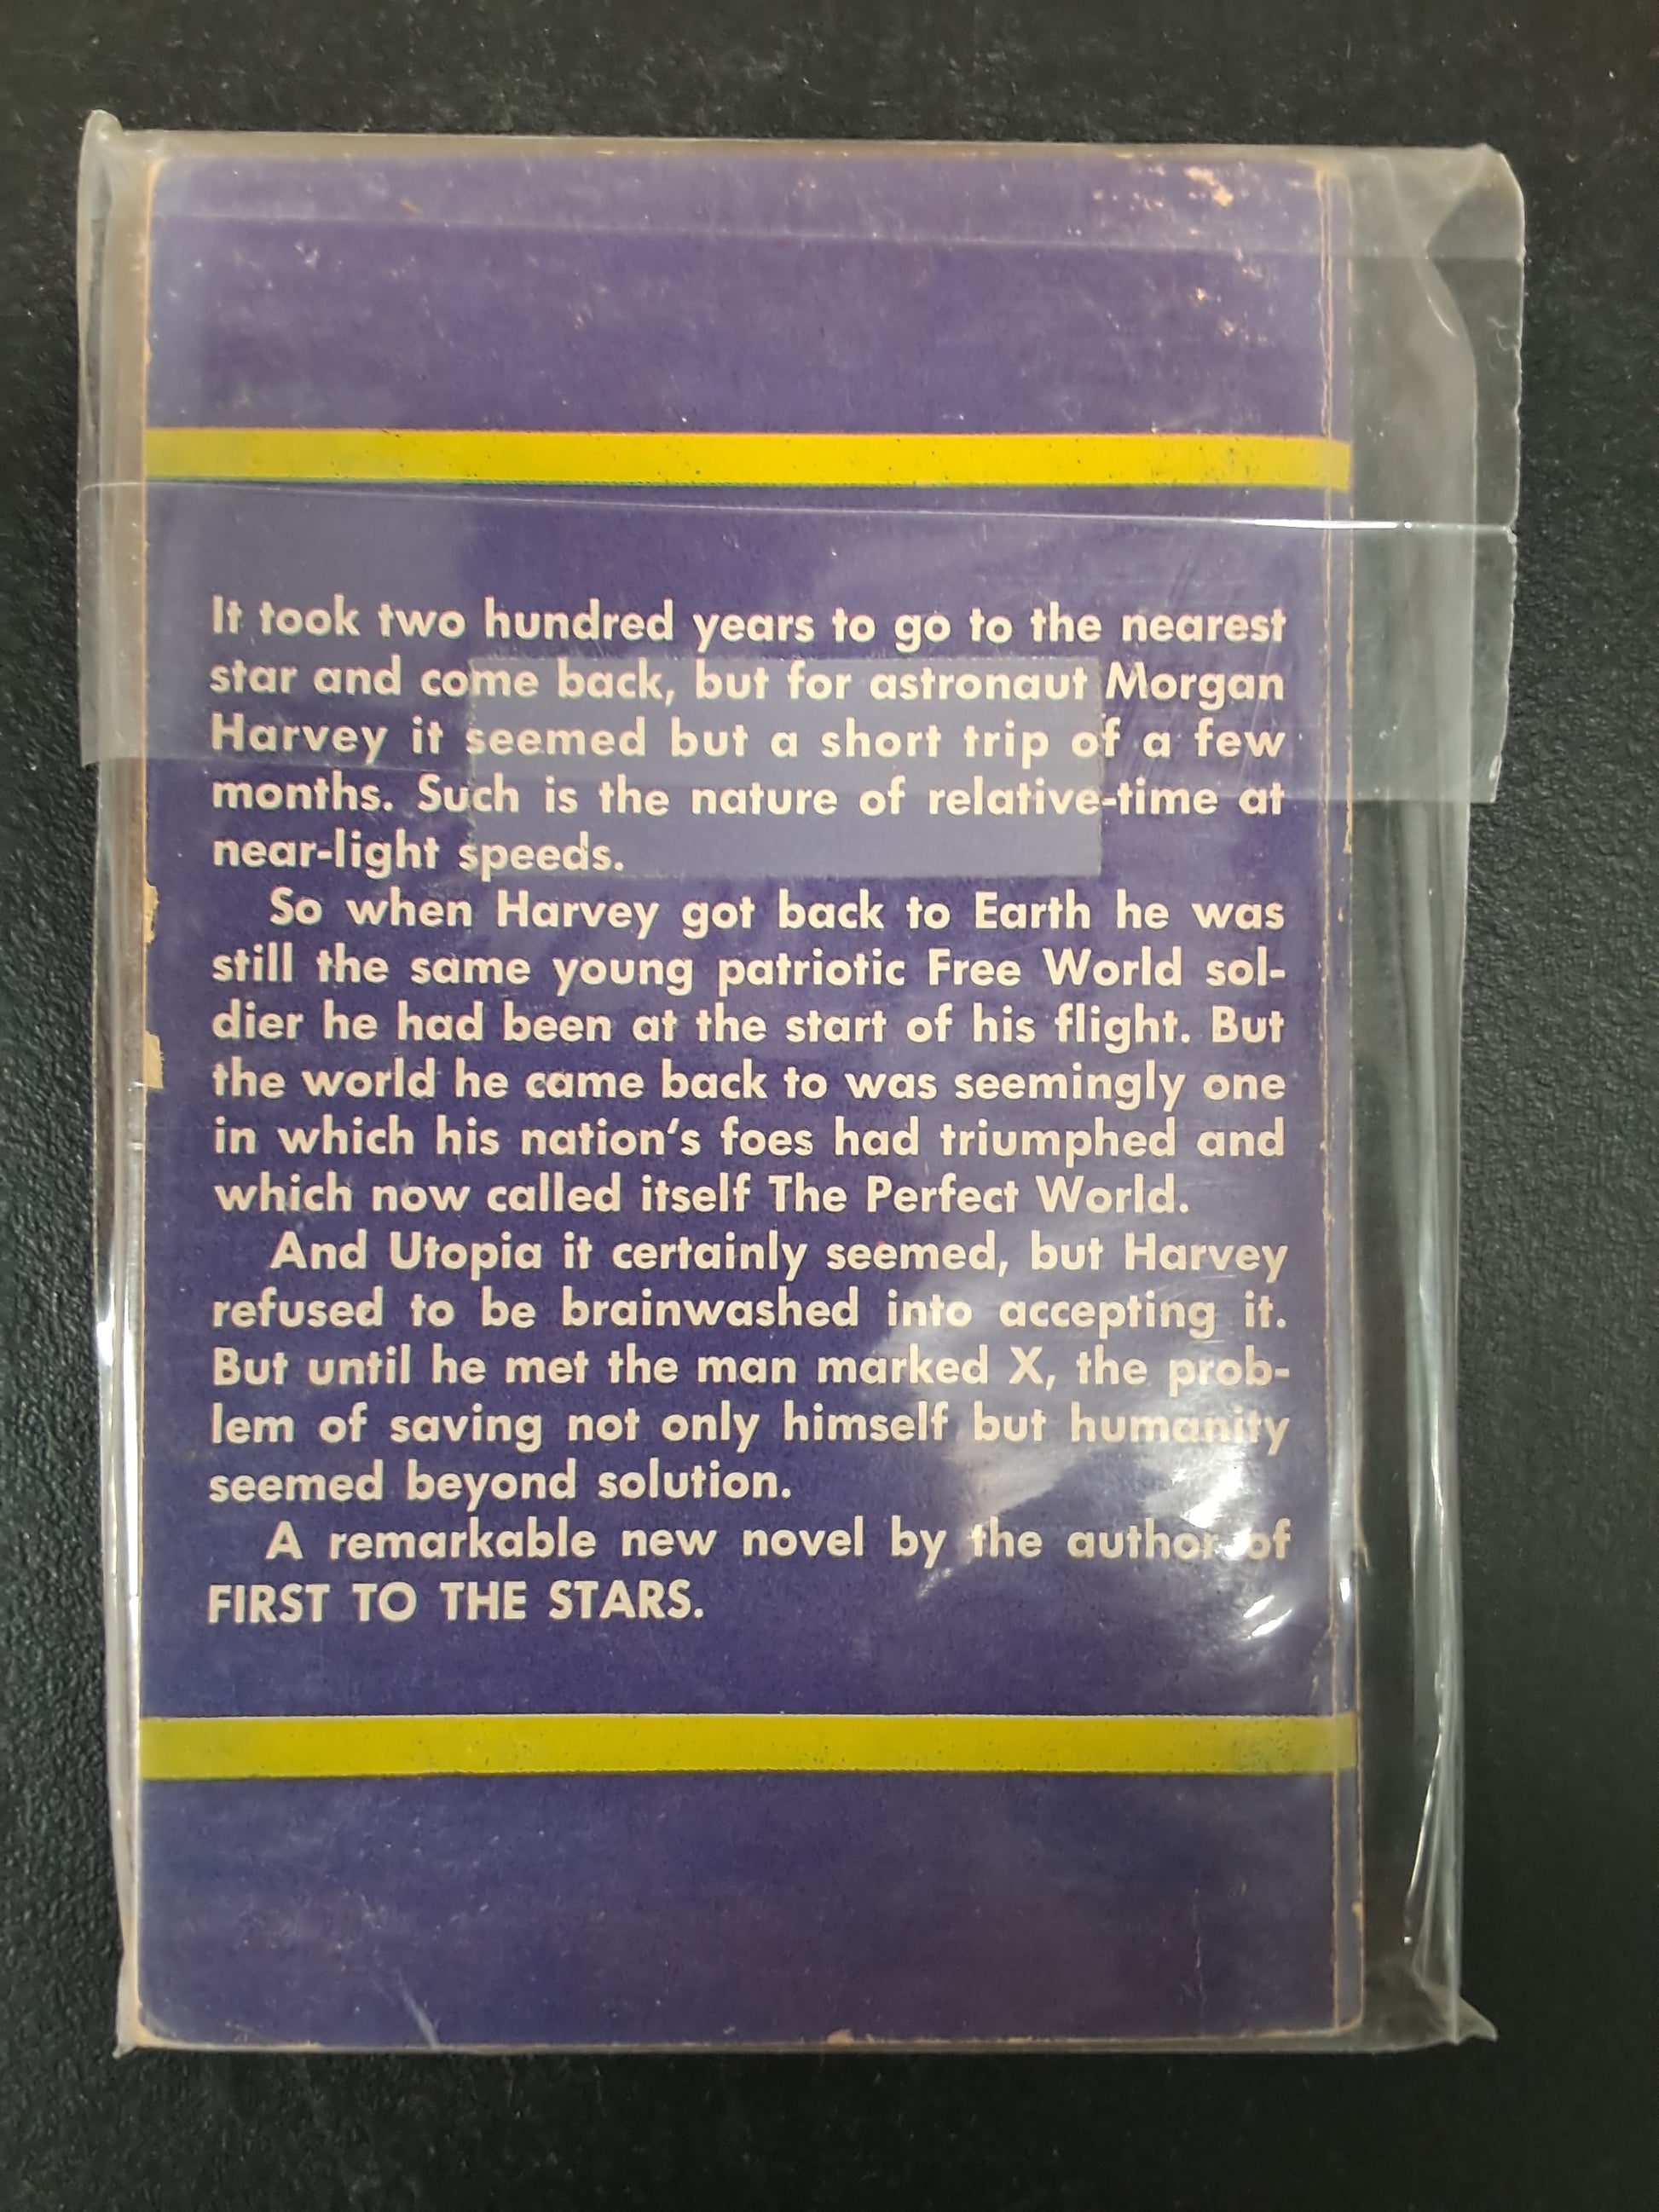 It took two hundred years to go to the nearest
star and come back, but for astronaut Morgan
Harvey it seemed but a short trip of a few
months. Such is the nature of relative-time at
near-light speeds.
So when Harvey got back to Earth he was
still the same young patriotic Free World sol-
dier he had been at the start of his flight. But
the world he came back to was seemingly one
in which his nation's foes had triumphed and
which now called itself The Perfect World.
And Utopia it certainly seemed, but Harvey
refused to be brainwashed into accepting it.
But until he met the man marked X, the prob-
lem of saving not only himself but humanity
seemed beyond solution.
A remarkable new novel by the author of
FIRST TO THE STARS.